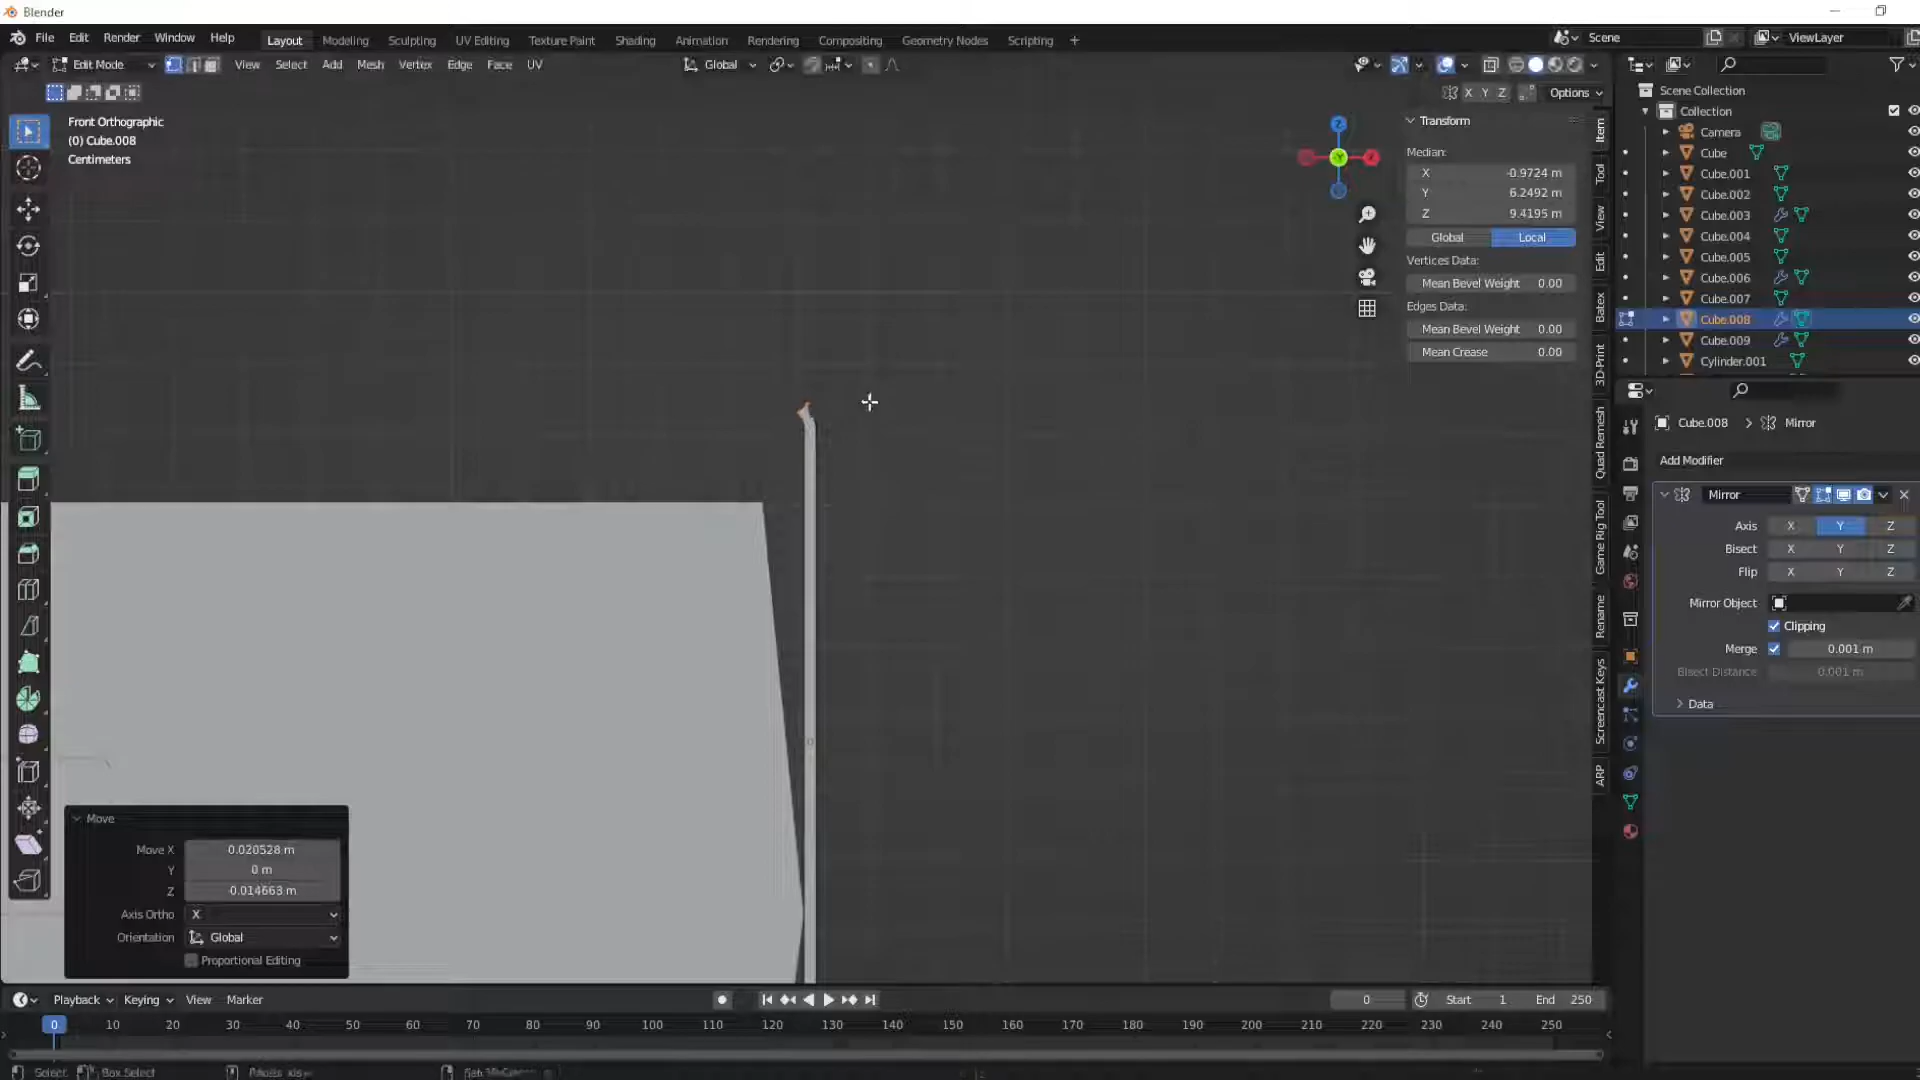 Blender
File Edit Render Window Help
Layout Modeling Sculpting UV Editing Texture Paint Shading Animation Rendering Compositing Geometry Nodes Scripting +
Scene
ViewLayer
Edit Mode View Select Add Mesh Vertex Edge Face UV
Global
X Y Z Options
Front Orthographic
(0) Cube.008
Centimeters
Z
Y
Transform
Median:
X -0.9724 m
Y 6.2492 m
Z 9.4195 m
Global Local
Vertices Data:
Mean Bevel Weight 0.00
Edges Data:
Mean Bevel Weight 0.00
Mean Crease 0.00
Item
Tool
View
Edit
Batex
3D-Print
Quad Remesh
Game Rig Tool
Rename
Screencast Keys
ARP
Scene Collection
Collection
Camera
Cube
Cube.001
Cube.002
Cube.003
Cube.004
Cube.005
Cube.006
Cube.007
Cube.008
Cube.009
Cylinder.001
Cube.008 > Mirror
Add Modifier
Mirror
Axis X Y Z
Bisect X Y Z
Flip X Y Z
Mirror Object
Clipping
Merge 0.001 m
Bisect Distance 0.001 m
Data
Move
Move X 0.020528 m
Y 0 m
Z 0.014663 m
Axis Ortho X
Orientation Global
Proportional Editing
Playback Keying View Marker
0 Start 1 End 250
0 10 20 30 40 50 60 70 80 90 100 110 120 130 140 150 160 170 180 190 200 210 220 230 240 250
Select Box Select